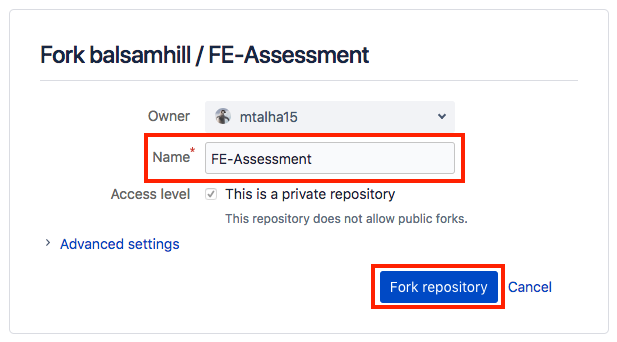 Fork balsamhill / FE-Assessment
Owner mtalha15
Name* FE-Assessment
Access level This is a private repository
This repository does not allow public forks.
Advanced settings
Fork repository Cancel